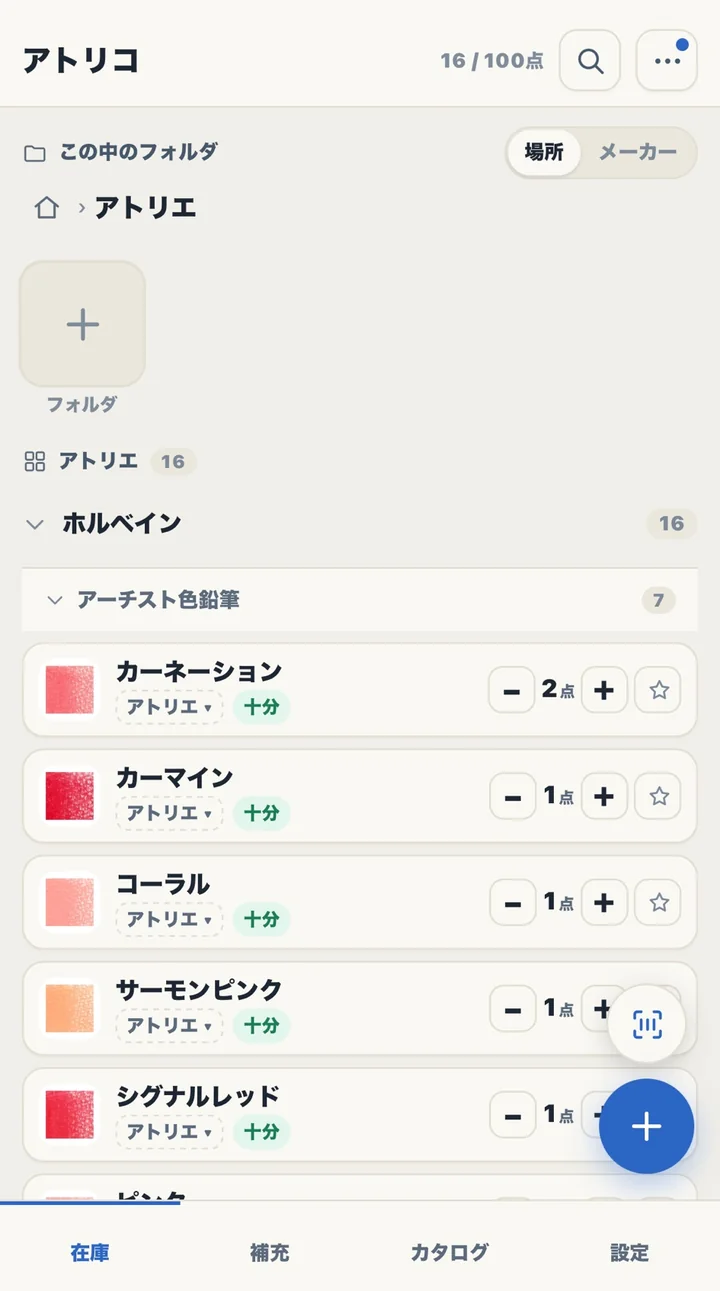 アトリコ
16 / 100点
この中のフォルダ
場所 メーカー
› アトリエ
フォルダ
アトリエ 16
ホルベイン 16
アーチスト色鉛筆 7
カーネーション
アトリエ ▾ 十分
− 2点 +
カーマイン
アトリエ ▾ 十分
− 1点 +
コーラル
アトリエ ▾ 十分
− 1点 +
サーモンピンク
アトリエ ▾ 十分
− 1点 +
シグナルレッド
アトリエ ▾ 十分
− 1点 +
ピンク
在庫 補充 カタログ 設定